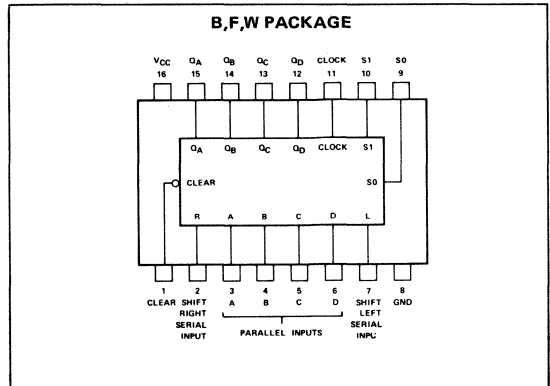 B,F,W PACKAGE
VCC QA QB QC QD CLOCK S1 S0
16 15 14 13 12 11 10 9
QA QB QC QD CLOCK S1
CLEAR S0
R A B C D L
1 2 3 4 5 6 7 8
CLEAR SHIFT A B C D SHIFT GND
RIGHT LEFT
SERIAL PARALLEL INPUTS SERIAL
INPUT INPU